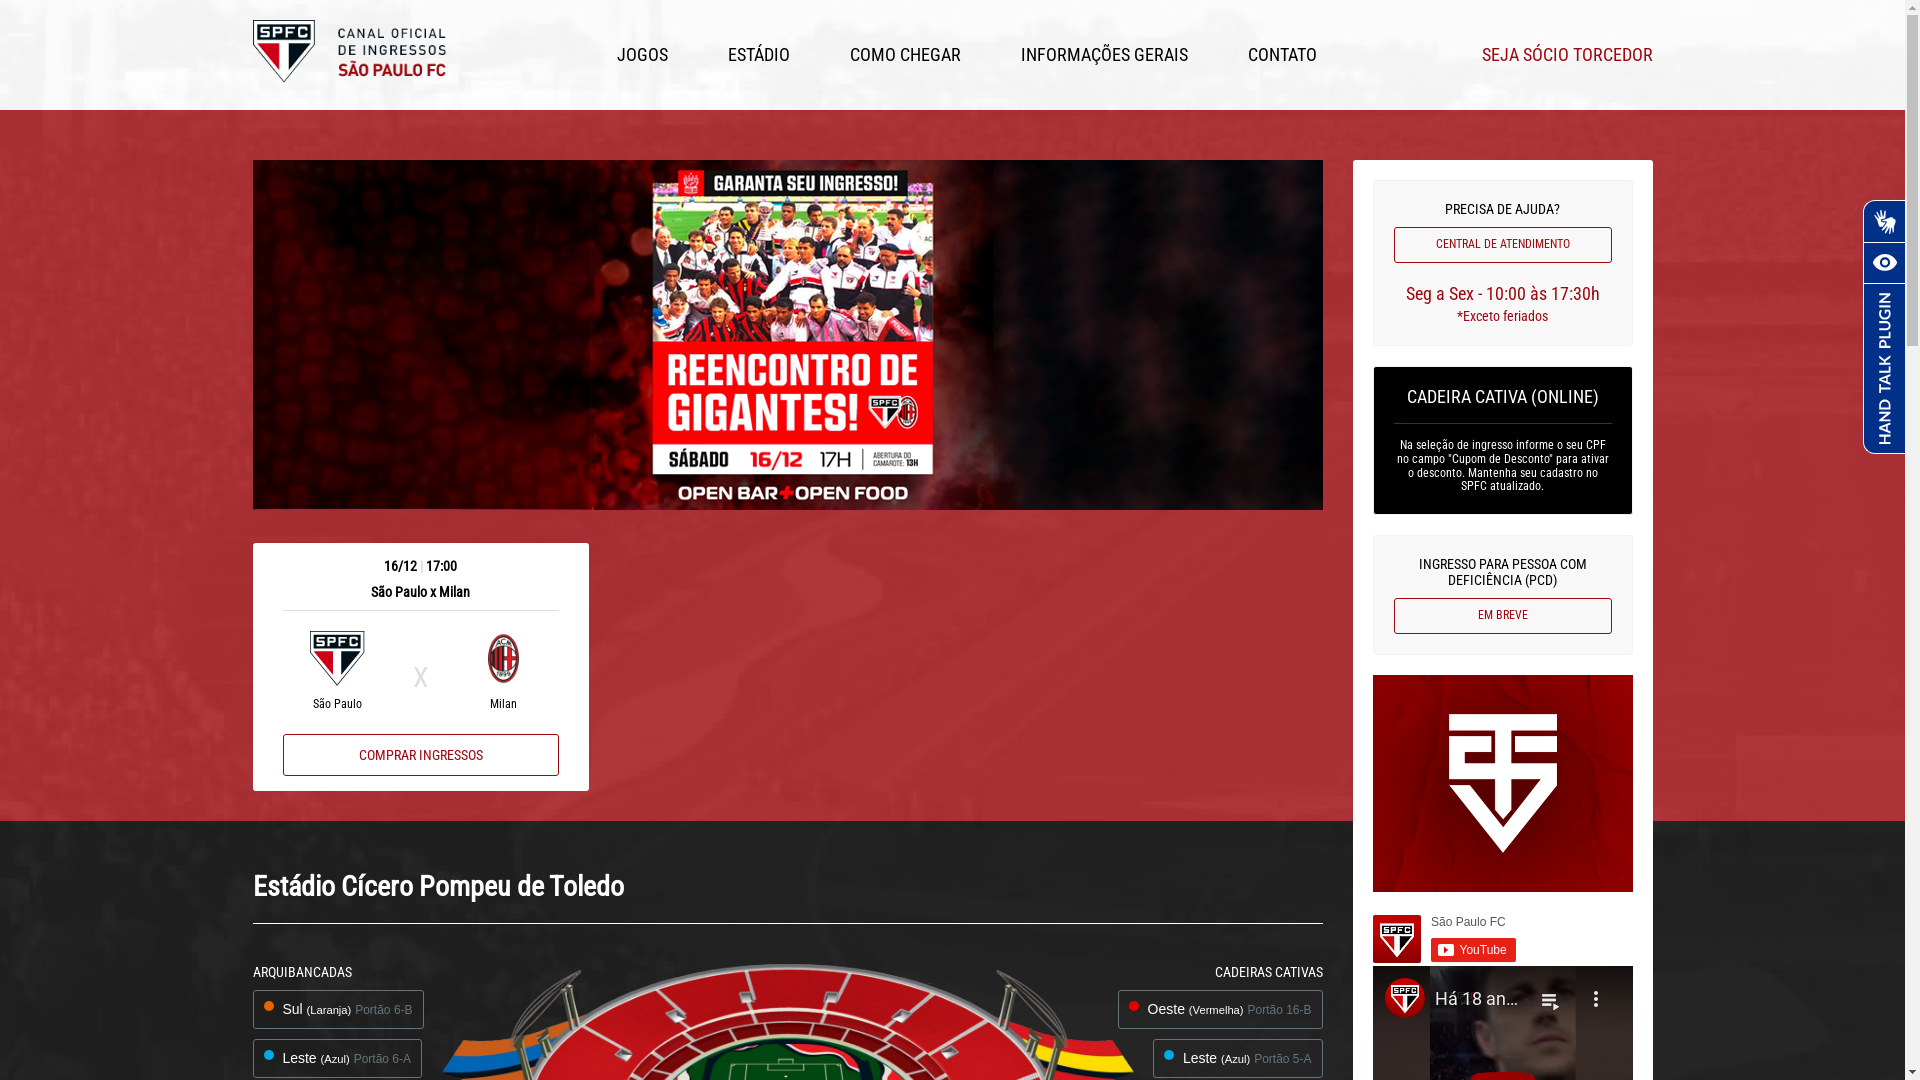 SPFC
CANAL OFICIAL
DE INGRESSOS
SÃO PAULO FC
JOGOS
ESTÁDIO
COMO CHEGAR
INFORMAÇÕES GERAIS
CONTATO
SEJA SÓCIO TORCEDOR
GARANTA SEU INGRESSO!
REENCONTRO DE
GIGANTES!
SPFC
SÁBADO 16/12 17H ABERTURA DO
CAMAROTE: 13H
OPEN BAR+OPEN FOOD
16/12 | 17:00
São Paulo x Milan
SPFC
X
São Paulo
Milan
COMPRAR INGRESSOS
PRECISA DE AJUDA?
CENTRAL DE ATENDIMENTO
Seg a Sex - 10:00 às 17:30h
*Exceto feriados
CADEIRA CATIVA (ONLINE)
Na seleção de ingresso informe o seu CPF
no campo "Cupom de Desconto" para ativar
o desconto. Mantenha seu cadastro no
SPFC atualizado.
INGRESSO PARA PESSOA COM
DEFICIÊNCIA (PCD)
EM BREVE
SPFC
São Paulo FC
YouTube
SPFC
Há 18 an...
HAND TALK PLUGIN
Estádio Cícero Pompeu de Toledo
ARQUIBANCADAS
Sul (Laranja) Portão 6-B
Leste (Azul) Portão 6-A
CADEIRAS CATIVAS
Oeste (Vermelha) Portão 16-B
Leste (Azul) Portão 5-A